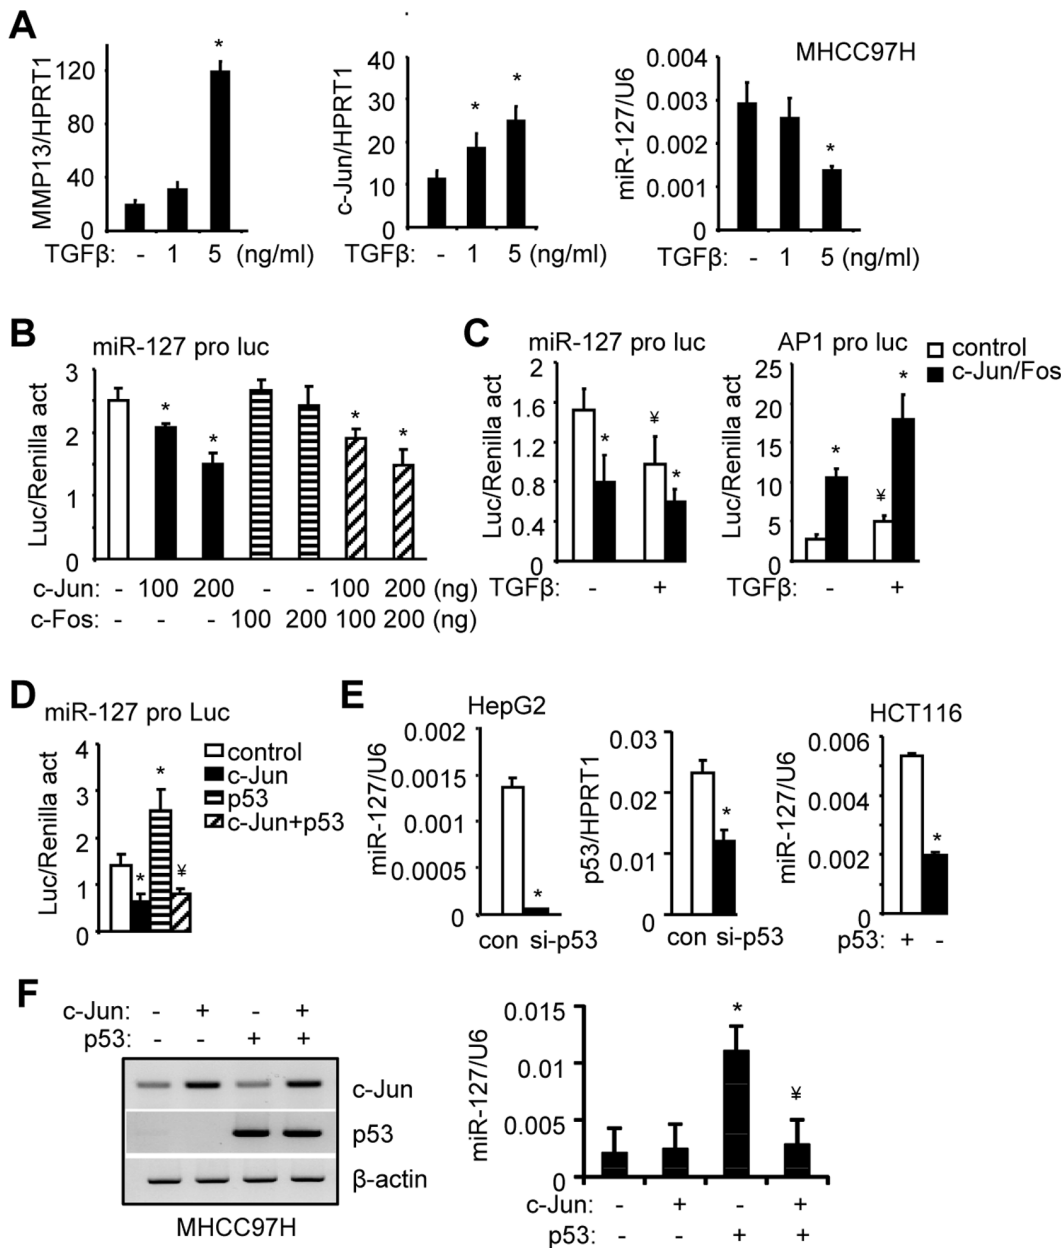 A
MMP13/HPRT1
120
80
40
0
*
TGFβ: - 1 5 (ng/ml)
c-Jun/HPRT1
40
30
20
10
0
* *
TGFβ: - 1 5 (ng/ml)
MHCC97H
miR-127/U6
0.004
0.003
0.002
0.001
0
*
TGFβ: - 1 5 (ng/ml)
B
miR-127 pro luc
Luc/Renilla act
3
2
1
0
* * * *
c-Jun: - 100 200 - - 100 200 (ng)
c-Fos: - - - 100 200 100 200 (ng)
C
miR-127 pro luc
Luc/Renilla act
2
1.6
1.2
0.8
0.4
0
* ¥ *
TGFβ: - +
AP1 pro luc
Luc/Renilla act
25
20
15
10
5
0
* ¥ *
TGFβ: - +
control
c-Jun/Fos
D
miR-127 pro Luc
Luc/Renilla act
4
3
2
1
0
* * ¥
control
c-Jun
p53
c-Jun+p53
E
HepG2
miR-127/U6
0.002
0.0015
0.001
0.0005
0
*
con si-p53
p53/HPRT1
0.03
0.02
0.01
0
*
con si-p53
HCT116
miR-127/U6
0.006
0.004
0.002
0
*
p53: + -
F
c-Jun: - + - +
p53: - - + +
c-Jun
p53
β-actin
MHCC97H
miR-127/U6
0.015
0.01
0.005
0
* ¥
c-Jun: - + - +
p53: - - + +